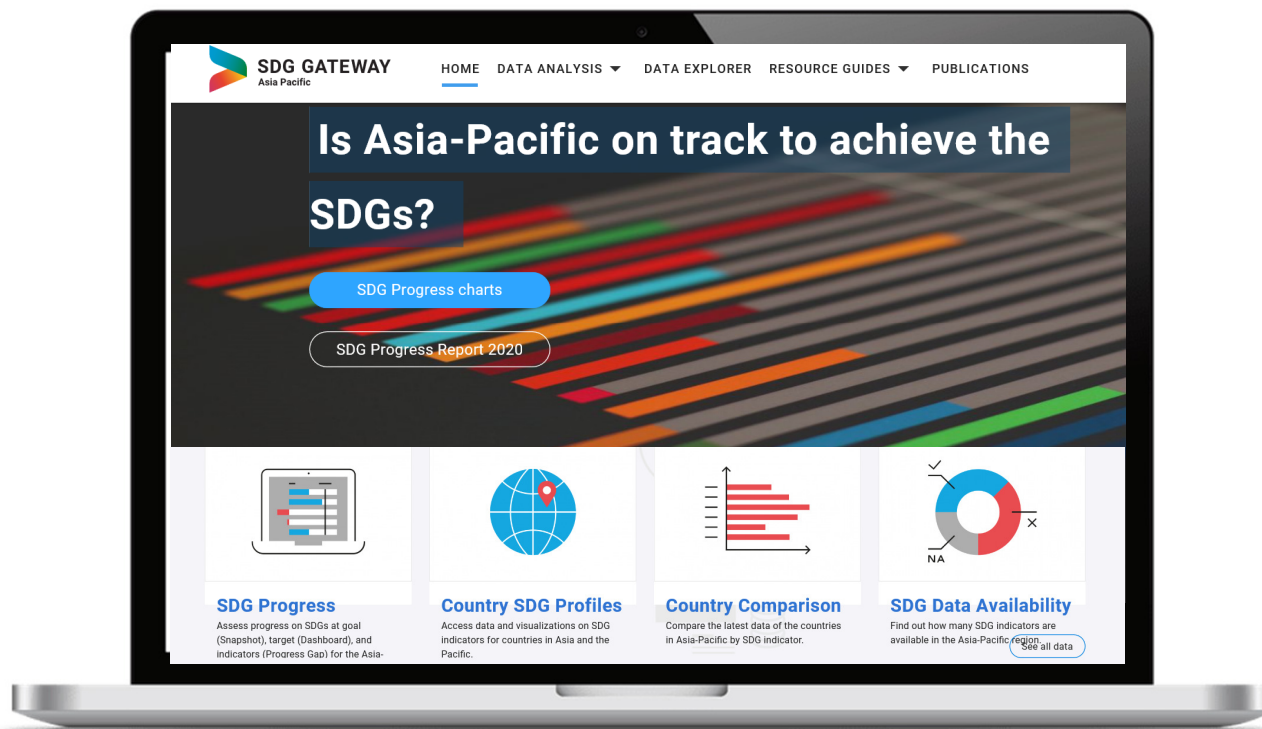 SDG GATEWAY
Asia Pacific
HOME DATA ANALYSIS DATA EXPLORER RESOURCE GUIDES PUBLICATIONS
Is Asia-Pacific on track to achieve the
SDGs?
SDG Progress charts
SDG Progress Report 2020
NA
SDG Progress
Assess progress on SDGs at goal
(Snapshot), target (Dashboard), and
indicators (Progress Gap) for the Asia-
Country SDG Profiles
Access data and visualizations on SDG
indicators for countries in Asia and the
Pacific.
Country Comparison
Compare the latest data of the countries
in Asia-Pacific by SDG indicator.
SDG Data Availability
Find out how many SDG indicators are
available in the Asia-Pacific region.
See all data